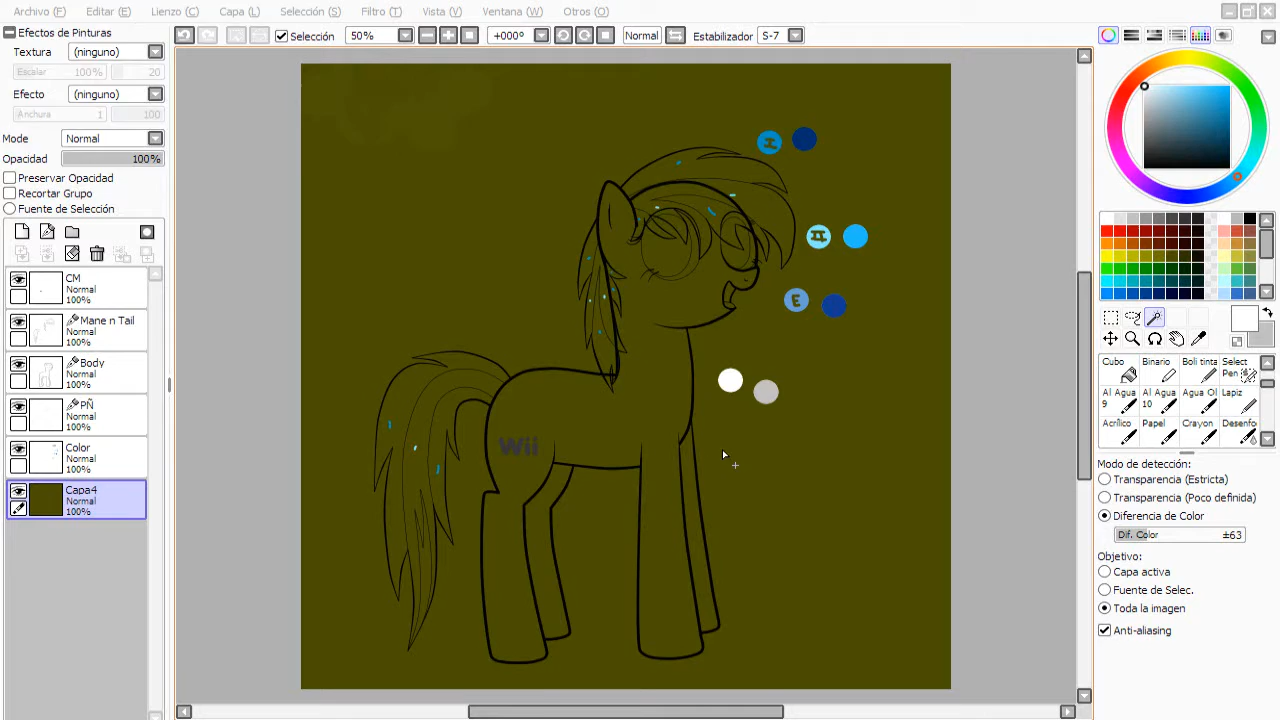 Archivo (F) Editar (E) Lienzo (C) Capa (L) Selección (S) Filtro (T) Vista (V) Ventana (W) Otros (O)
Efectos de Pinturas
Selección 50% +000° Normal Estabilizador S-7
Textura (ninguno)
Escalar 100% 20
Efecto (ninguno)
Anchura 1 100
Mode Normal
Opacidad 100%
Preservar Opacidad
Recortar Grupo
Fuente de Selección
CM
Normal
100%
Mane n Tail
Normal
100%
Body
Normal
100%
PÑ
Normal
100%
Color
Normal
100%
Capa4
Normal
100%
I
II
E
Wii
Cubo Binario Boli tinta Select Pen
Al Agua 9 Al Agua 10 Agua Ol Lapiz
Acrílico Papel Crayon Desenfo
Modo de detección:
Transparencia (Estricta)
Transparencia (Poco definida)
Diferencia de Color
Dif. Color ±63
Objetivo:
Capa activa
Fuente de Selec.
Toda la imagen
Anti-aliasing